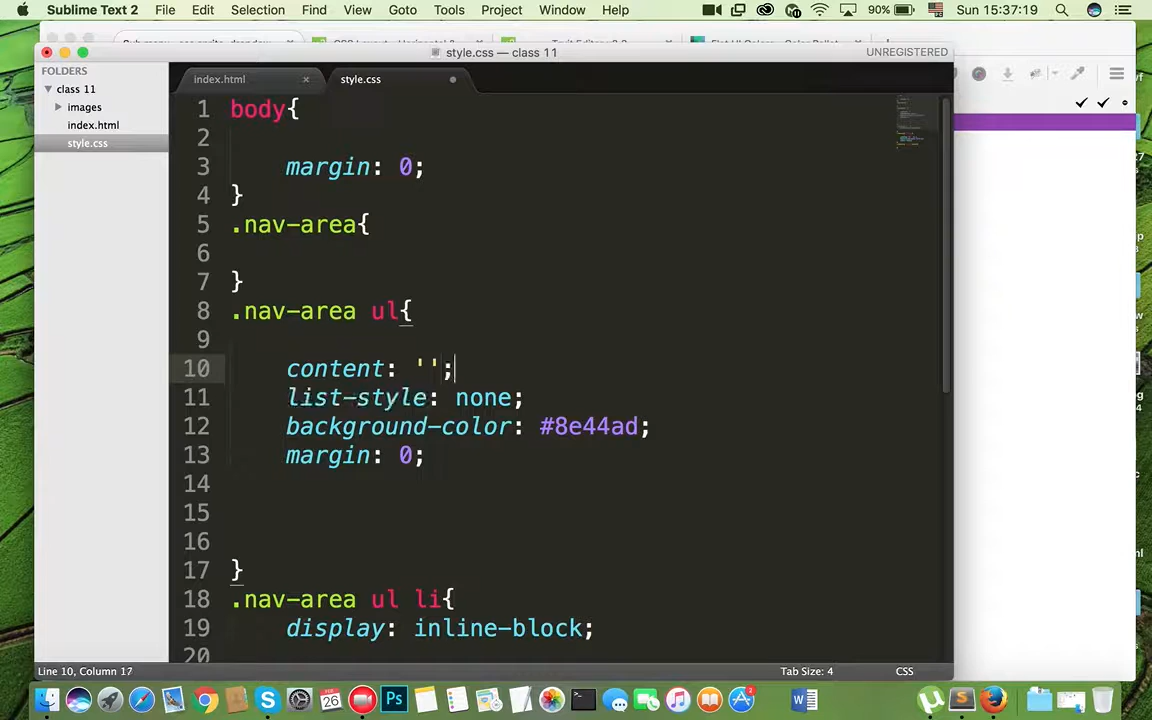 Sublime Text 2 File Edit Selection Find View Goto Tools Project Window Help 90% Sun 15:37:19
style.css — class 11 UNREGISTERED
FOLDERS
class 11
images
index.html
style.css
index.html style.css
1 body{
2
3 margin: 0;
4 }
5 .nav-area{
6
7 }
8 .nav-area ul{
9
10 content: '';
11 list-style: none;
12 background-color: #8e44ad;
13 margin: 0;
14
15
16
17 }
18 .nav-area ul li{
19 display: inline-block;
20
Line 10, Column 17 Tab Size: 4 CSS
FEB
26
Ps